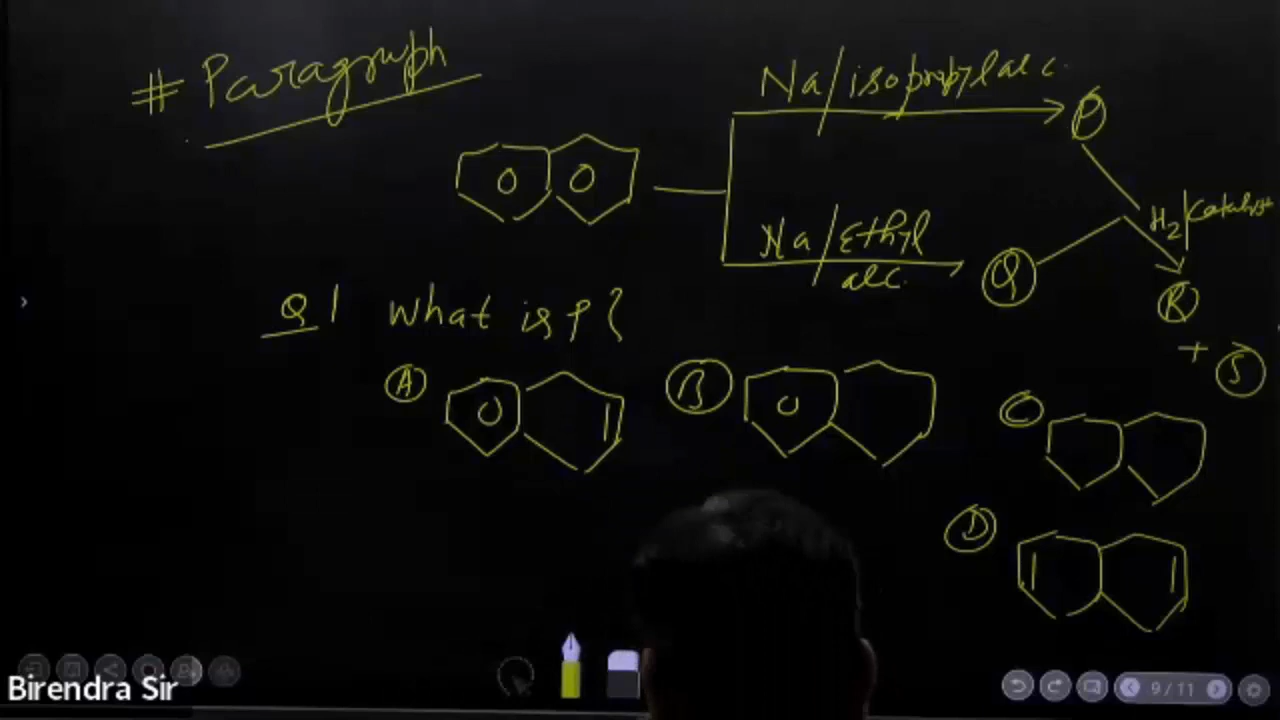 # Paragraph
Na/isopropyl alc.
P
Na/Ethyl
alc.
Q
H2/Catalyst
R
+ S
Q1 What is P?
A
B
C
D
Birendra Sir
9 / 11